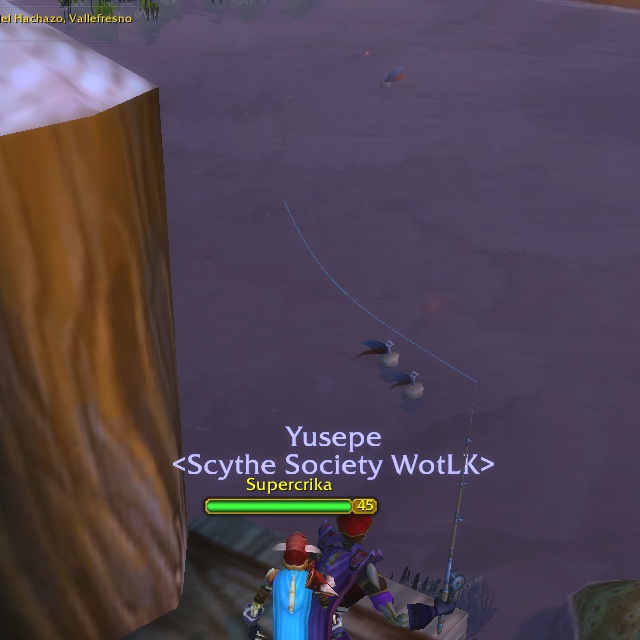 el Hachazo, Vallefresno
Yusepe
<Scythe Society WotLK>
Supercrika
45